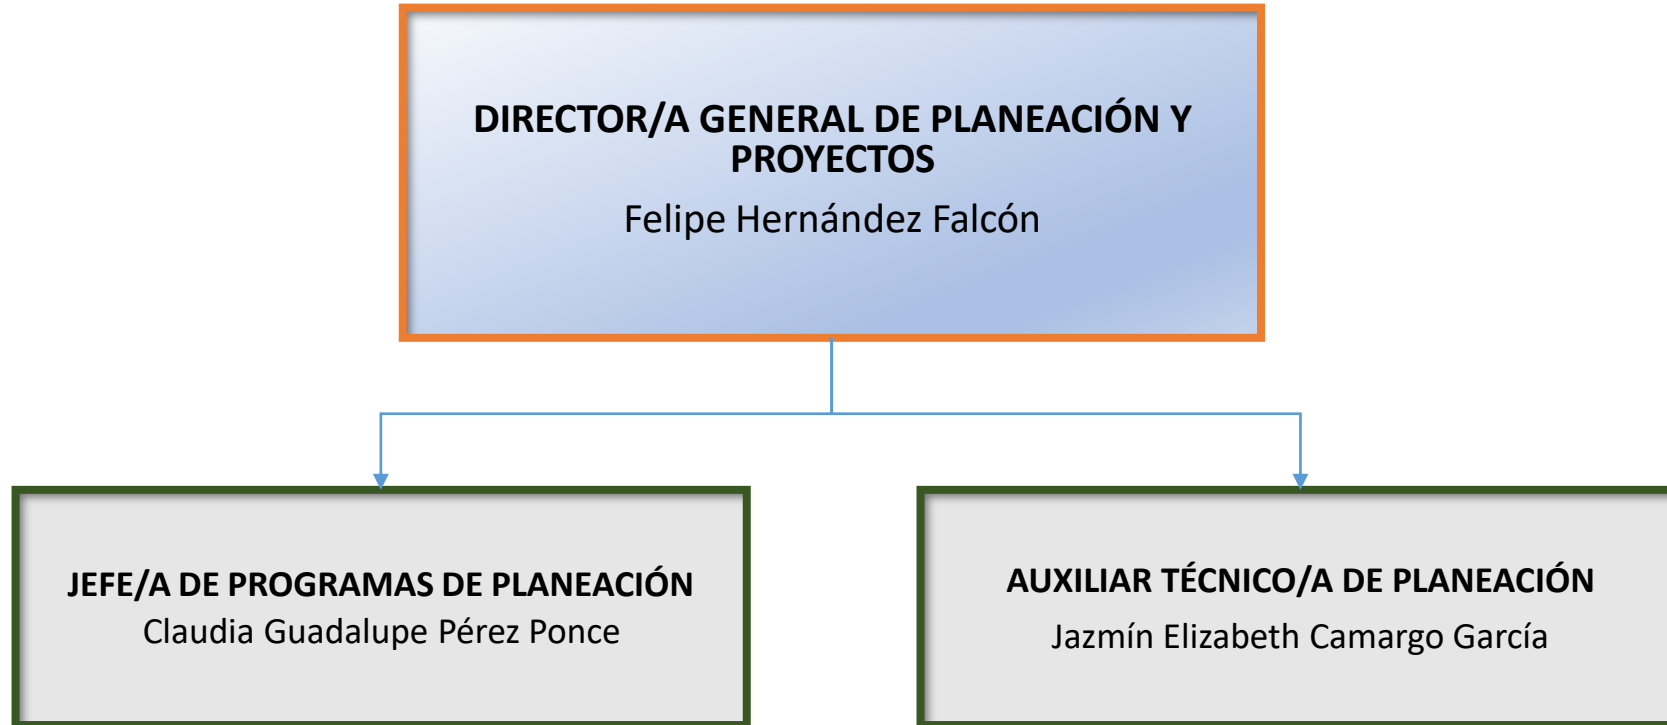 DIRECTOR/A GENERAL DE PLANEACIÓN Y
PROYECTOS
Felipe Hernández Falcón
JEFE/A DE PROGRAMAS DE PLANEACIÓN
Claudia Guadalupe Pérez Ponce
AUXILIAR TÉCNICO/A DE PLANEACIÓN
Jazmín Elizabeth Camargo García